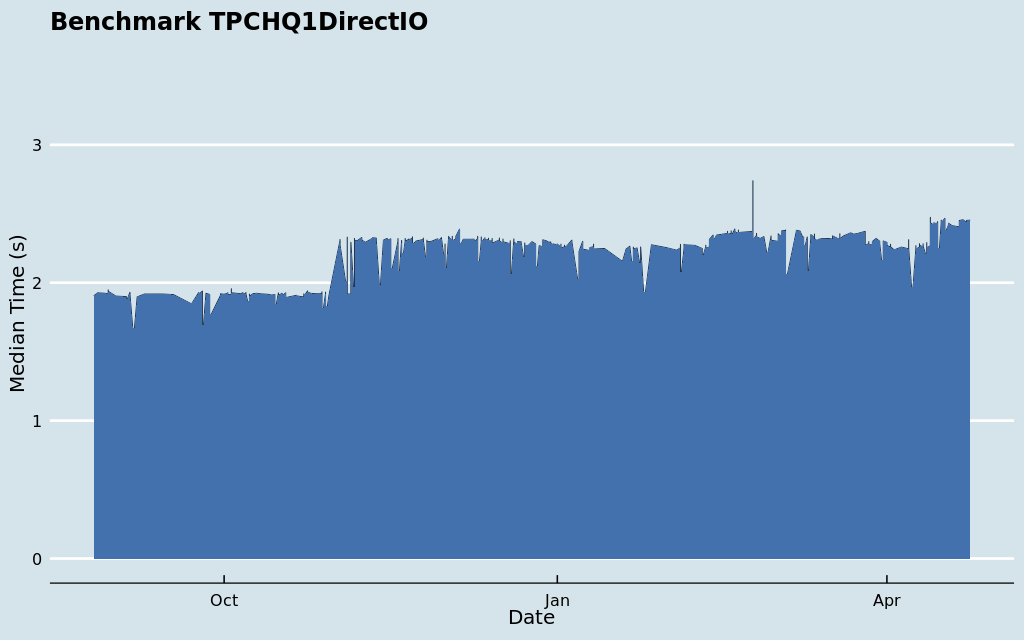 Benchmark TPCHQ1DirectIO
Median Time (s)
3
2
1
0
Oct
Jan
Apr
Date